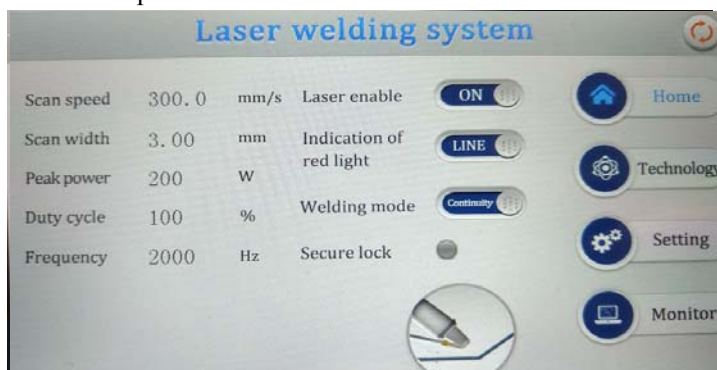 Laser welding system
Scan speed 300.0 mm/s Laser enable ON Home
Scan width 3.00 mm Indication of red light LINE
Peak power 200 W Technology
Duty cycle 100 % Welding mode Continuity
Frequency 2000 Hz Secure lock Setting
Monitor